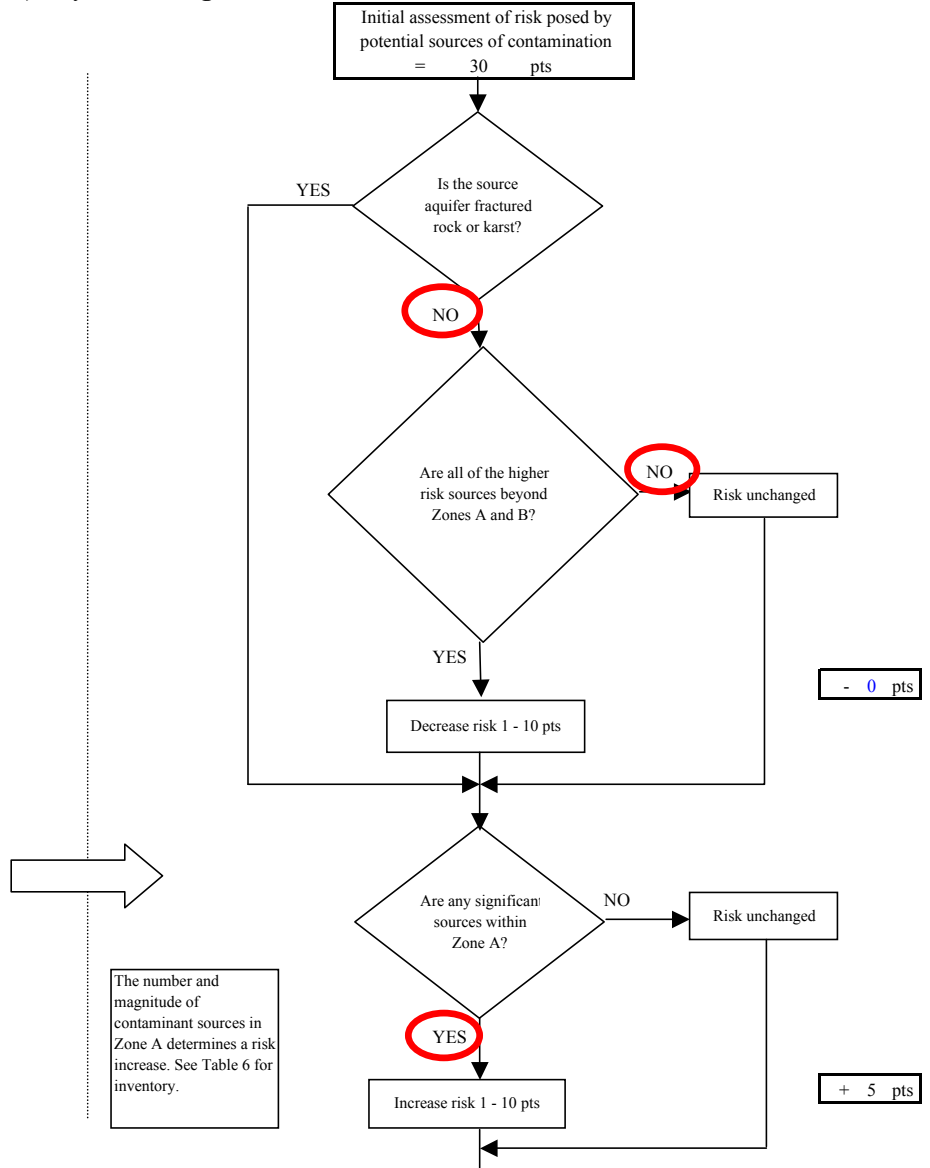 Initial assessment of risk posed by
potential sources of contamination
= 30 pts
YES
Is the source
aquifer fractured
rock or karst?
NO
Are all of the higher
risk sources beyond
Zones A and B?
NO
Risk unchanged
YES
- 0 pts
Decrease risk 1 - 10 pts
Are any significant
sources within
Zone A?
NO
Risk unchanged
The number and
magnitude of
contaminant sources in
Zone A determines a risk
increase. See Table 6 for
inventory.
YES
+ 5 pts
Increase risk 1 - 10 pts